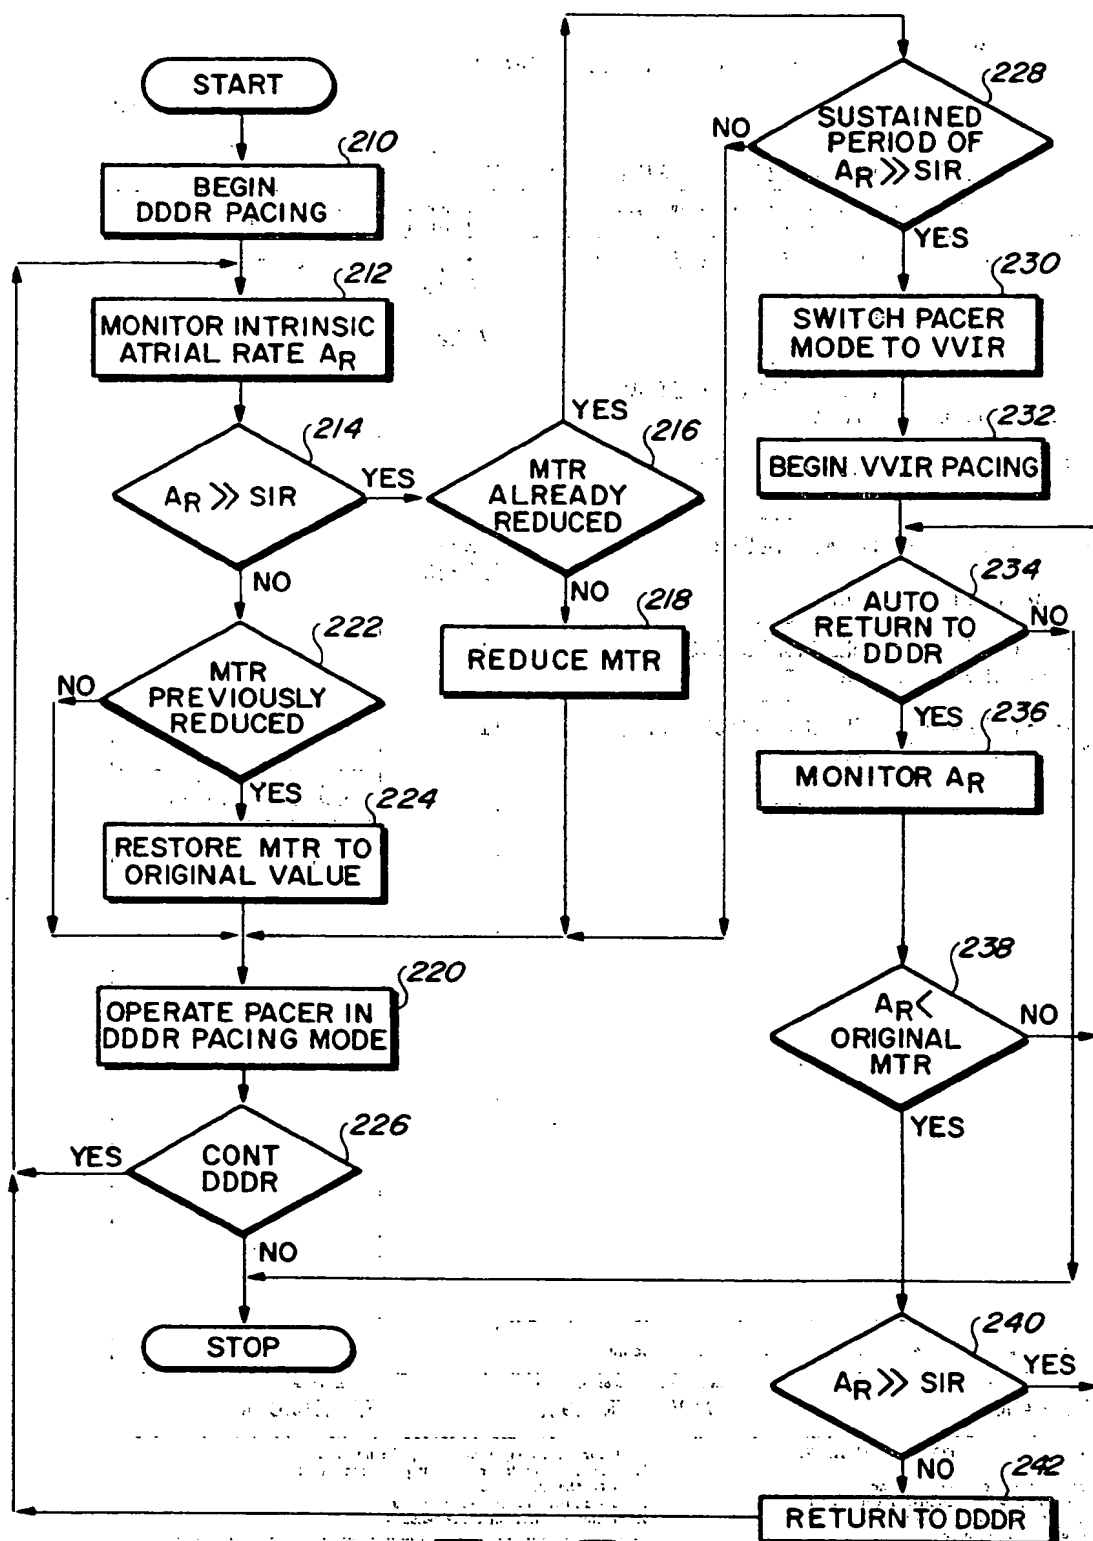 START
210
BEGIN
DDDR PACING
212
MONITOR INTRINSIC
ATRIAL RATE AR
214
AR >> SIR
YES
NO
216
MTR
ALREADY
REDUCED
YES
NO
218
REDUCE MTR
222
MTR
PREVIOUSLY
REDUCED
NO
YES
224
RESTORE MTR TO
ORIGINAL VALUE
220
OPERATE PACER IN
DDDR PACING MODE
226
CONT
DDDR
YES
NO
STOP
228
SUSTAINED
PERIOD OF
AR >> SIR
NO
YES
230
SWITCH PACER
MODE TO VVIR
232
BEGIN VVIR PACING
234
AUTO
RETURN TO
DDDR
NO
YES
236
MONITOR AR
238
AR <
ORIGINAL
MTR
NO
YES
240
AR >> SIR
YES
NO
242
RETURN TO DDDR